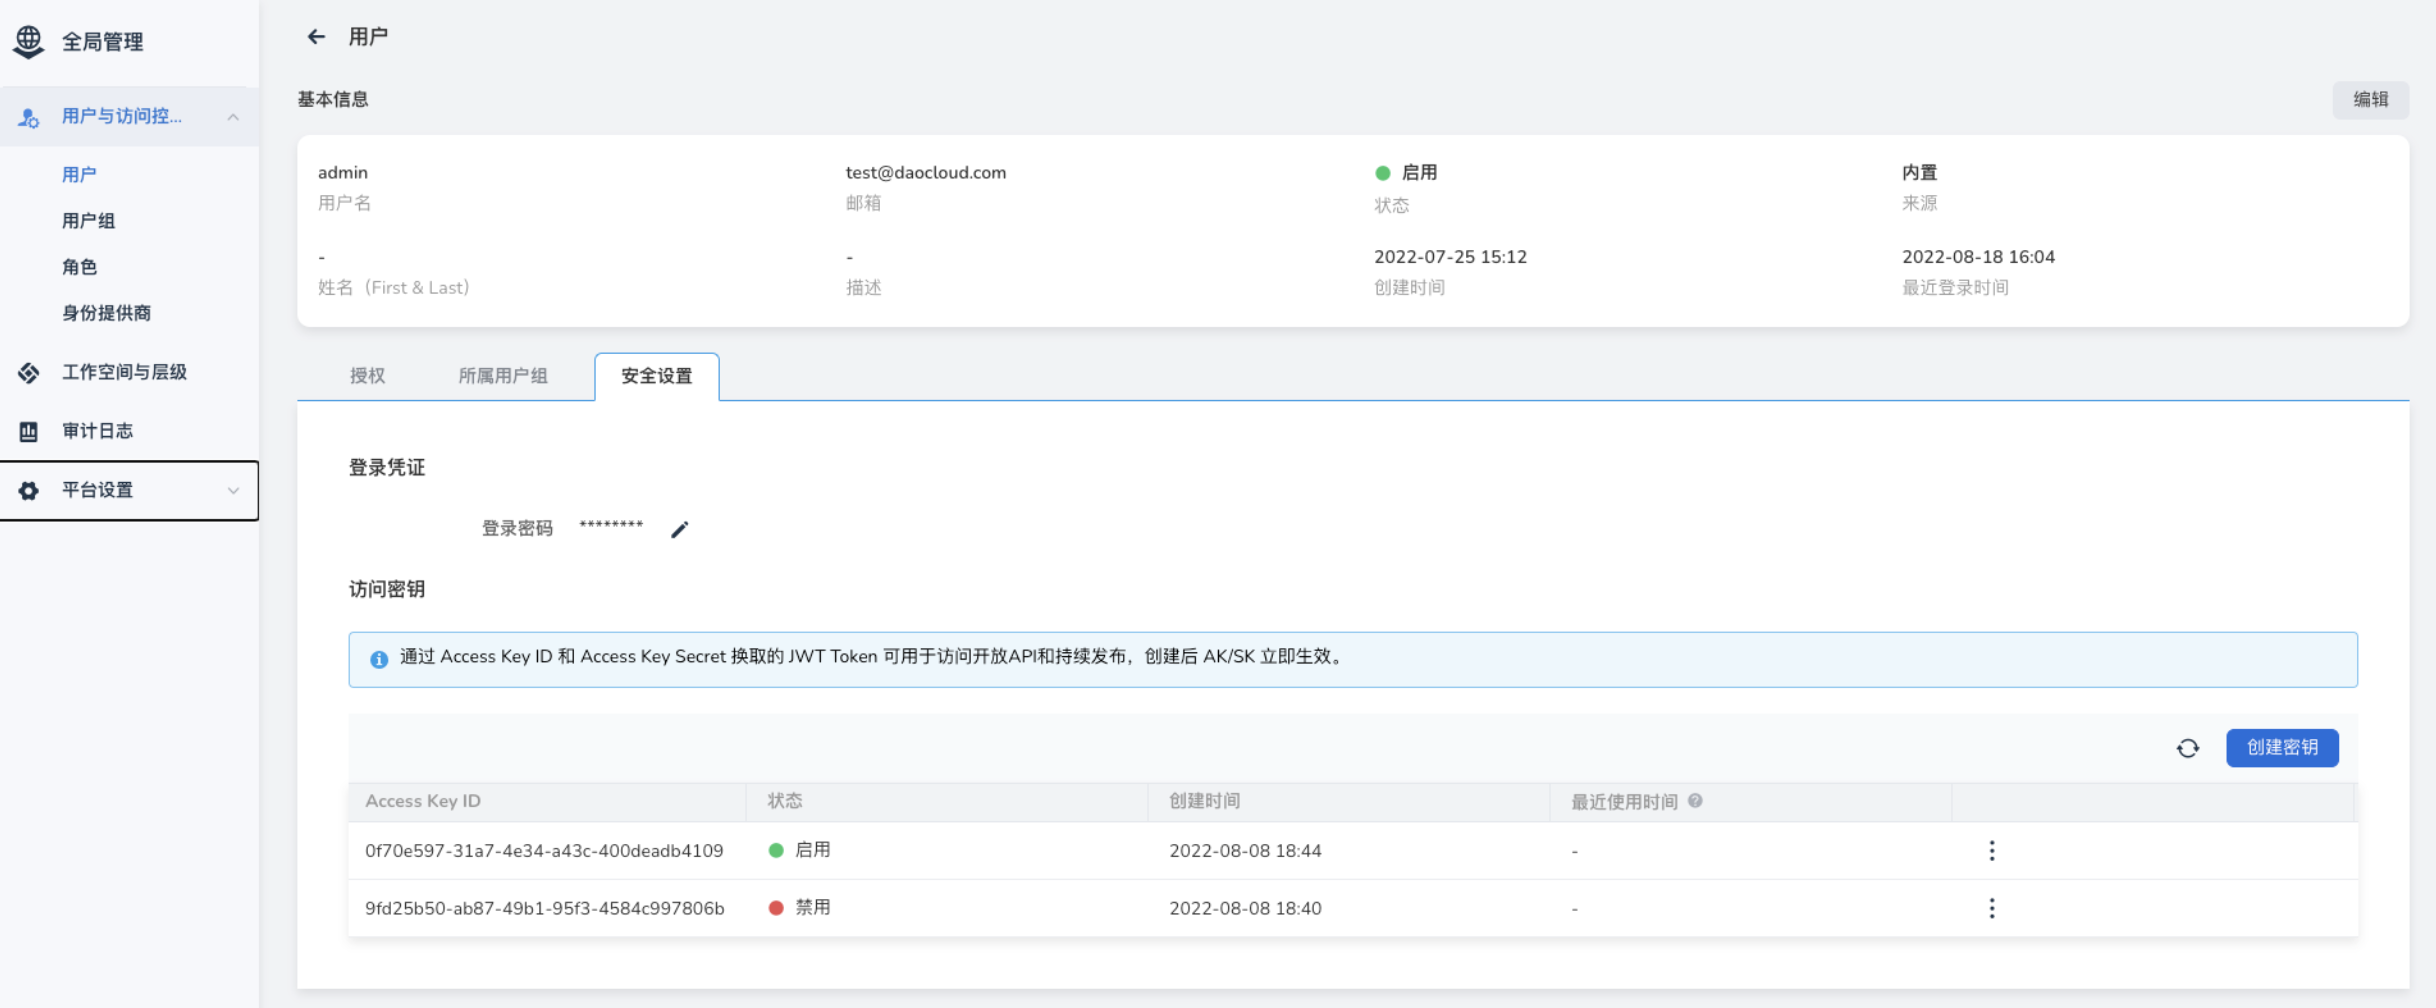 全局管理
用户与访问控...
用户
用户组
角色
身份提供商
工作空间与层级
审计日志
平台设置
用户
基本信息
编辑
admin
用户名
test@daocloud.com
邮箱
启用
状态
内置
来源
-
姓名（First & Last）
-
描述
2022-07-25 15:12
创建时间
2022-08-18 16:04
最近登录时间
授权 所属用户组 安全设置
登录凭证
登录密码 ********
访问密钥
通过 Access Key ID 和 Access Key Secret 换取的 JWT Token 可用于访问开放API和持续发布，创建后 AK/SK 立即生效。
创建密钥
Access Key ID 状态 创建时间 最近使用时间
0f70e597-31a7-4e34-a43c-400deadb4109 启用 2022-08-08 18:44 -
9fd25b50-ab87-49b1-95f3-4584c997806b 禁用 2022-08-08 18:40 -